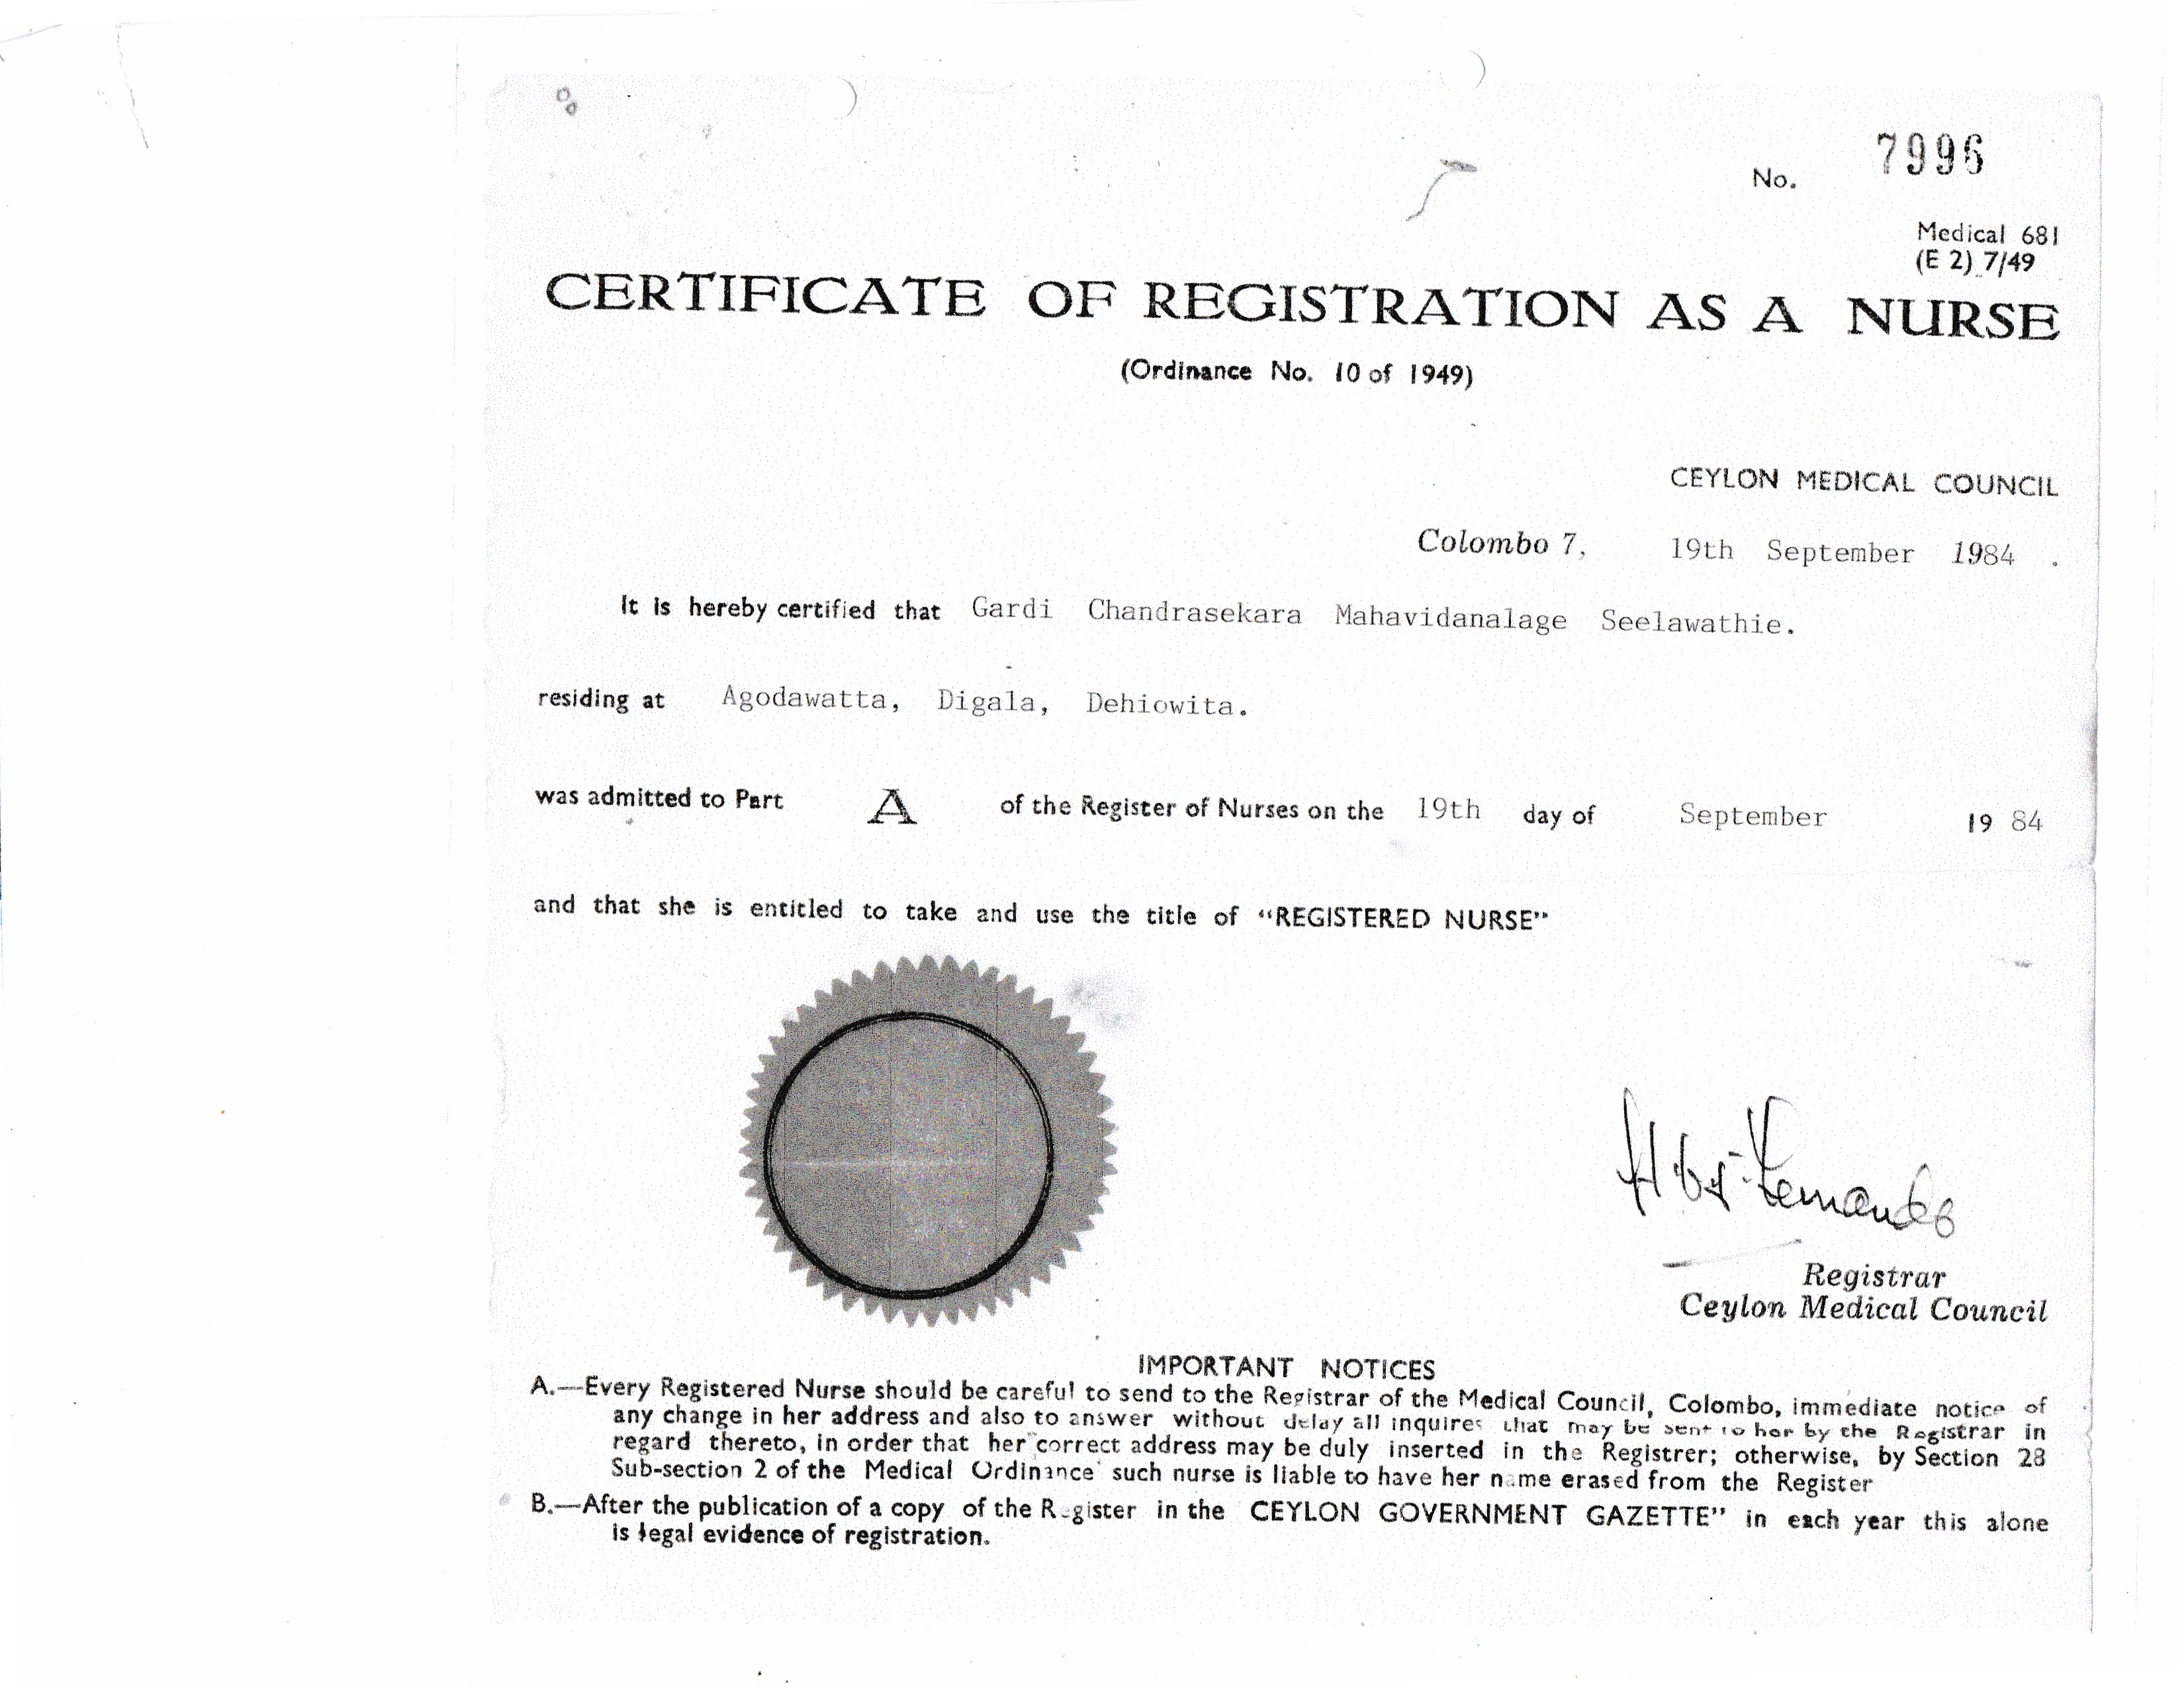 No. 7996
Medical 681
(E 2) 7/49
CERTIFICATE OF REGISTRATION AS A NURSE
(Ordinance No. 10 of 1949)
CEYLON MEDICAL COUNCIL
Colombo 7, 19th September 1984 .
It is hereby certified that Gardi Chandrasekara Mahavidanalage Seelawathie.
residing at Agodawatta, Digala, Dehiowita.
was admitted to Part A of the Register of Nurses on the 19th day of September 19 84
and that she is entitled to take and use the title of “REGISTERED NURSE”
Fernando
Registrar
Ceylon Medical Council
IMPORTANT NOTICES
A.—Every Registered Nurse should be careful to send to the Registrar of the Medical Council, Colombo, immediate notice of
any change in her address and also to answer without delay all inquires that may be sent to her by the Registrar in
regard thereto, in order that her correct address may be duly inserted in the Registrer; otherwise, by Section 28
Sub-section 2 of the Medical Ordinance such nurse is liable to have her name erased from the Register
B.—After the publication of a copy of the Register in the CEYLON GOVERNMENT GAZETTE” in each year this alone
is legal evidence of registration.